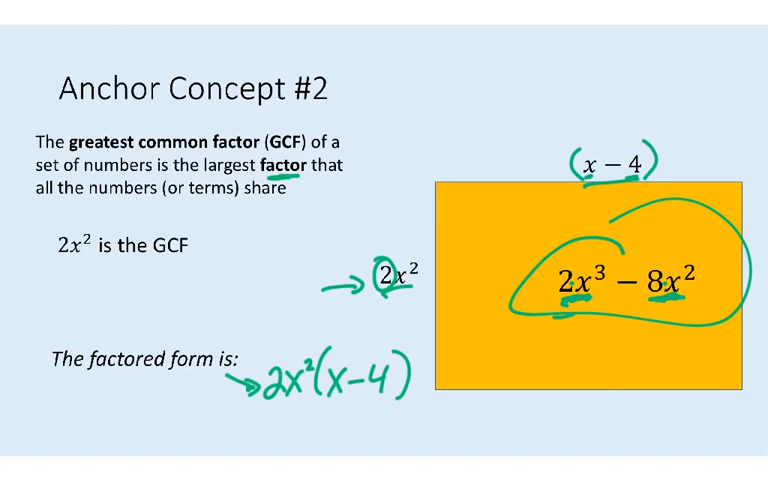 Anchor Concept #2
The greatest common factor (GCF) of a
set of numbers is the largest factor that
all the numbers (or terms) share
2x² is the GCF
(x − 4)
2x²
2x³ − 8x²
The factored form is:
2x²(x−4)